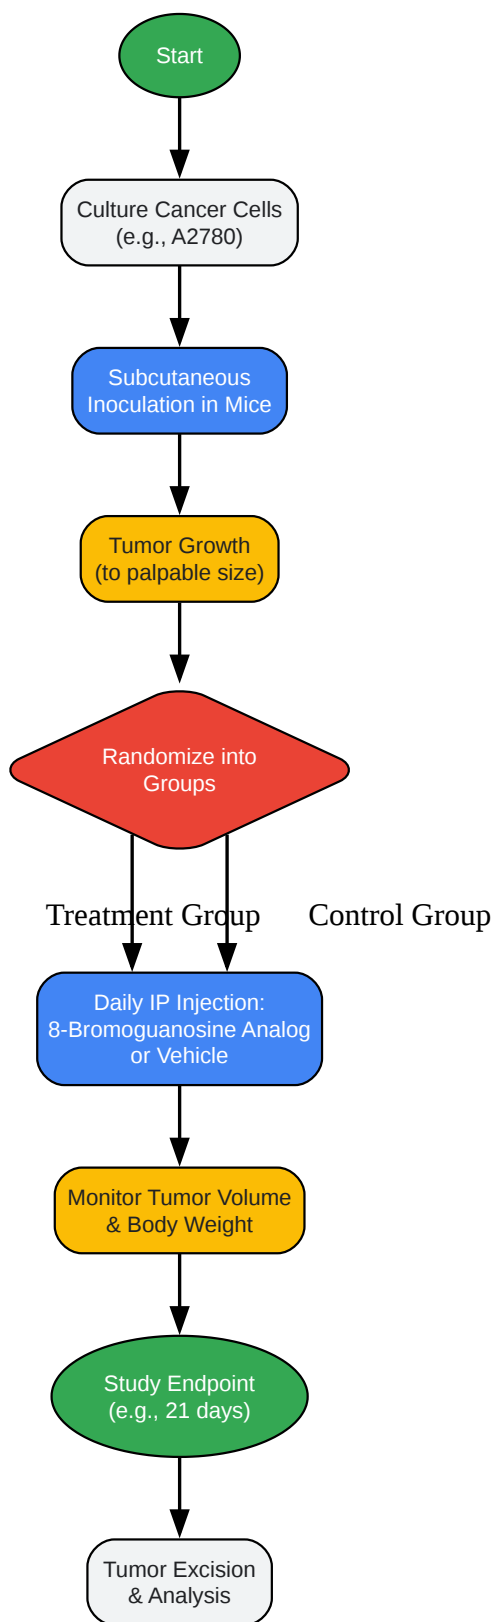 Start
Culture Cancer Cells
(e.g., A2780)
Subcutaneous
Inoculation in Mice
Tumor Growth
(to palpable size)
Randomize into
Groups
Treatment Group
Control Group
Daily IP Injection:
8-Bromoguanosine Analog
or Vehicle
Monitor Tumor Volume
& Body Weight
Study Endpoint
(e.g., 21 days)
Tumor Excision
& Analysis